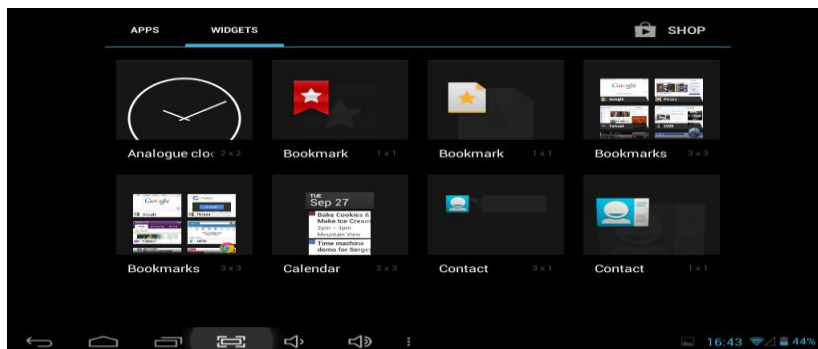 APPS WIDGETS SHOP
Analogue cloc 2 x 2 Bookmark 1 x 1 Bookmark 1 x 1 Bookmarks 3 x 3
Google
Google
TUE
Sep 27
Bake Cookies &
Make Ice Cream
2pm – 3pm
Mountain View
Time machine
demo for Serge
Bookmarks 3 x 3 Calendar 2 x 3 Contact 3 x 1 Contact 1 x 1
16:43 44%